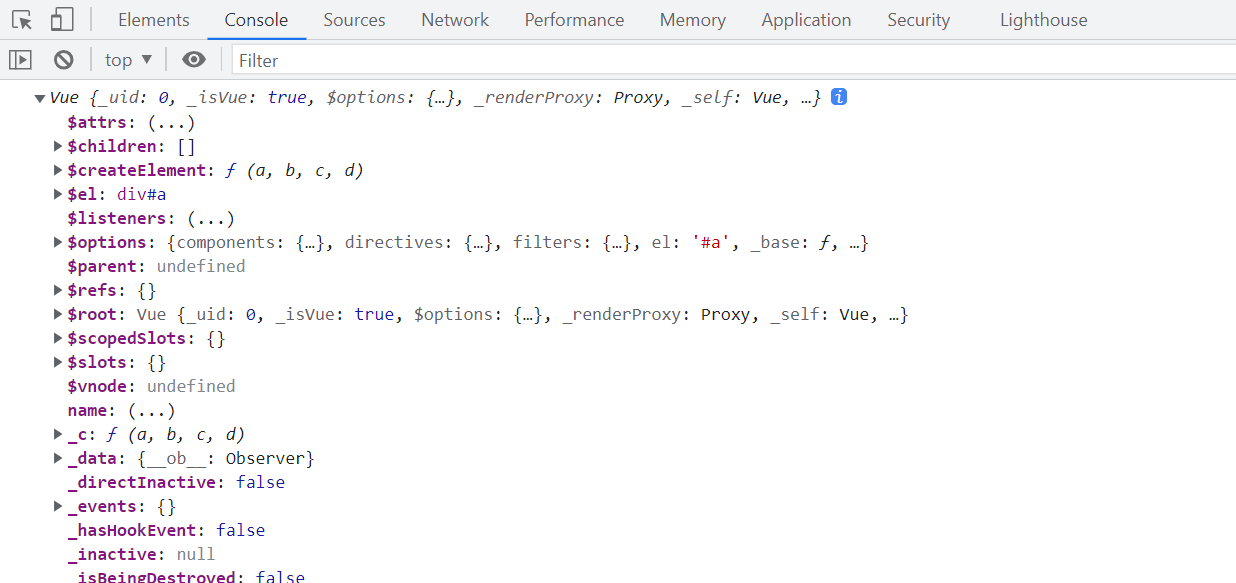 Elements Console Sources Network Performance Memory Application Security Lighthouse
top ▼ Filter
▼Vue {_uid: 0, _isVue: true, $options: {…}, _renderProxy: Proxy, _self: Vue, …} i
$attrs: (...)
▶$children: []
▶$createElement: ƒ (a, b, c, d)
▶$el: div#a
$listeners: (...)
▶$options: {components: {…}, directives: {…}, filters: {…}, el: '#a', _base: ƒ, …}
$parent: undefined
▶$refs: {}
▶$root: Vue {_uid: 0, _isVue: true, $options: {…}, _renderProxy: Proxy, _self: Vue, …}
▶$scopedSlots: {}
▶$slots: {}
$vnode: undefined
name: (...)
▶_c: ƒ (a, b, c, d)
▶_data: {__ob__: Observer}
_directInactive: false
▶_events: {}
_hasHookEvent: false
_inactive: null
_isBeingDestroyed: false